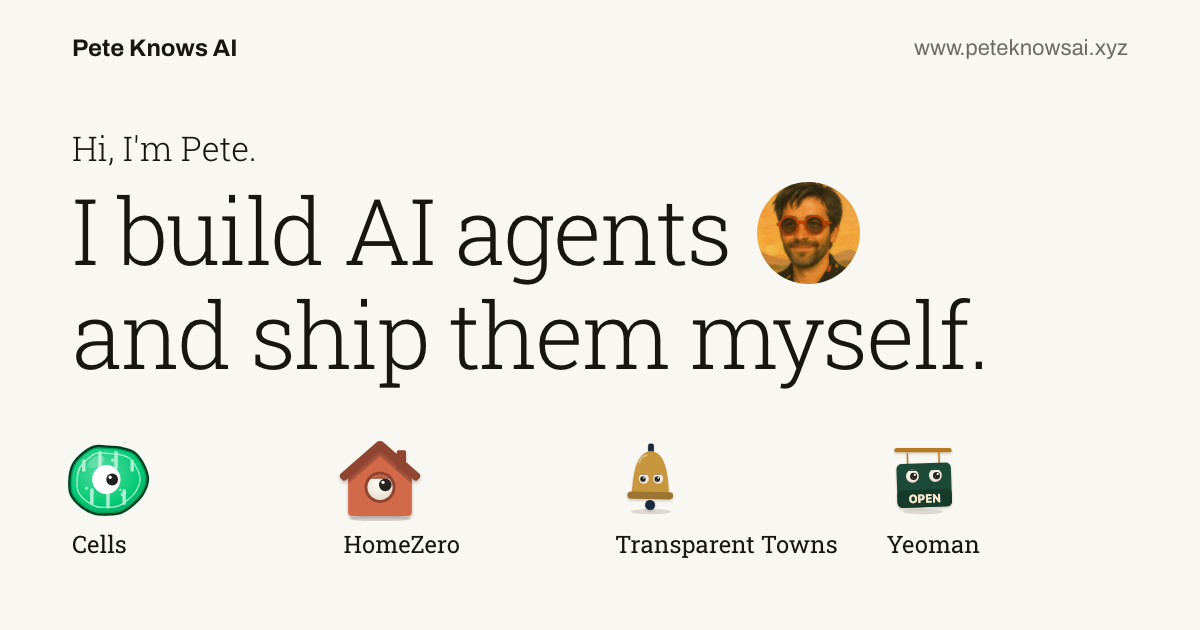 Pete Knows AI
www.peteknowsai.xyz
Hi, I'm Pete.
I build AI agents
and ship them myself.
OPEN
Cells
HomeZero
Transparent Towns
Yeoman